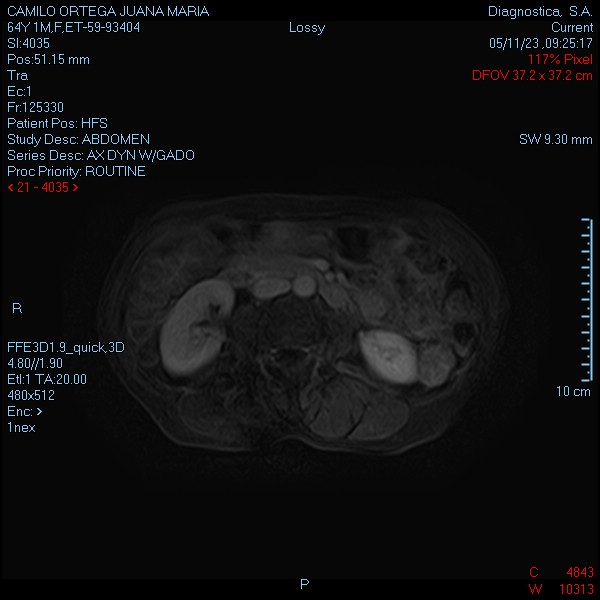 CAMILO ORTEGA JUANA MARIA
64Y 1M,F,ET-59-93404
SI:4035
Pos:51.15 mm
Tra
Ec:1
Fr:125330
Patient Pos: HFS
Study Desc: ABDOMEN
Series Desc: AX DYN W/GADO
Proc Priority: ROUTINE
< 21 - 4035 >
Lossy
Diagnostica, S.A.
Current
05/11/23 ,09:25:17
117% Pixel
DFOV 37.2 x 37.2 cm
SW 9.30 mm
R
FFE3D1.9_quick,3D
4.80//1.90
Etl:1 TA:20.00
480x512
Enc: >
1nex
10 cm
P
C 4843
W 10313